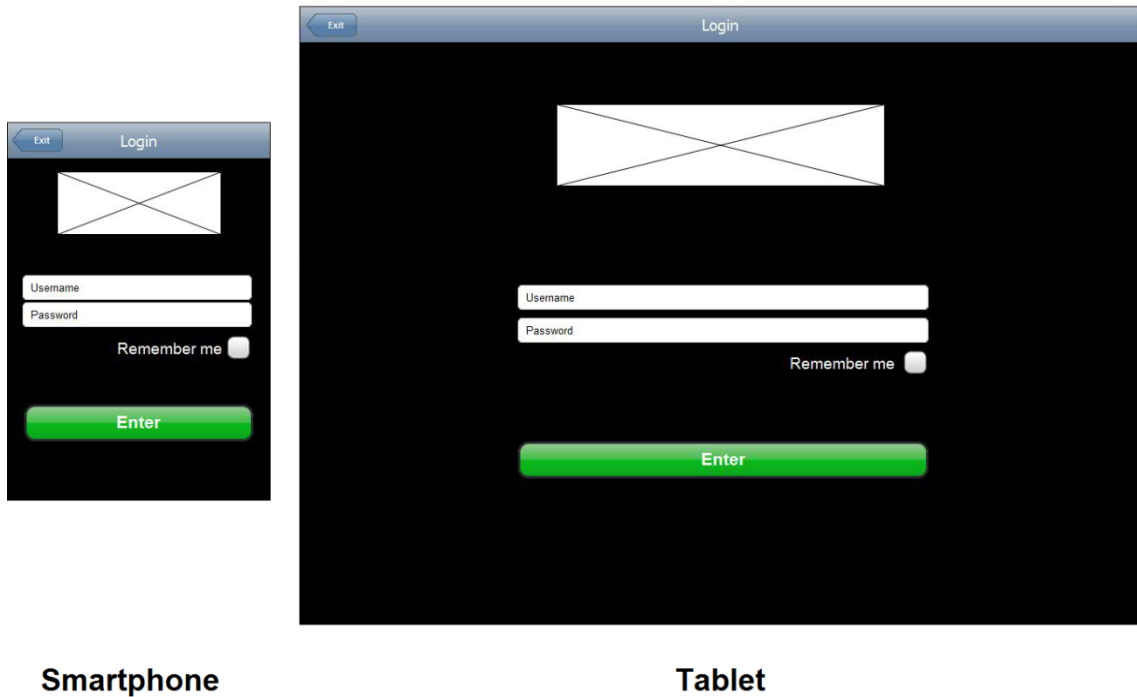 Exit
Login
Username
Password
Remember me
Enter
Smartphone
Exit
Login
Username
Password
Remember me
Enter
Tablet